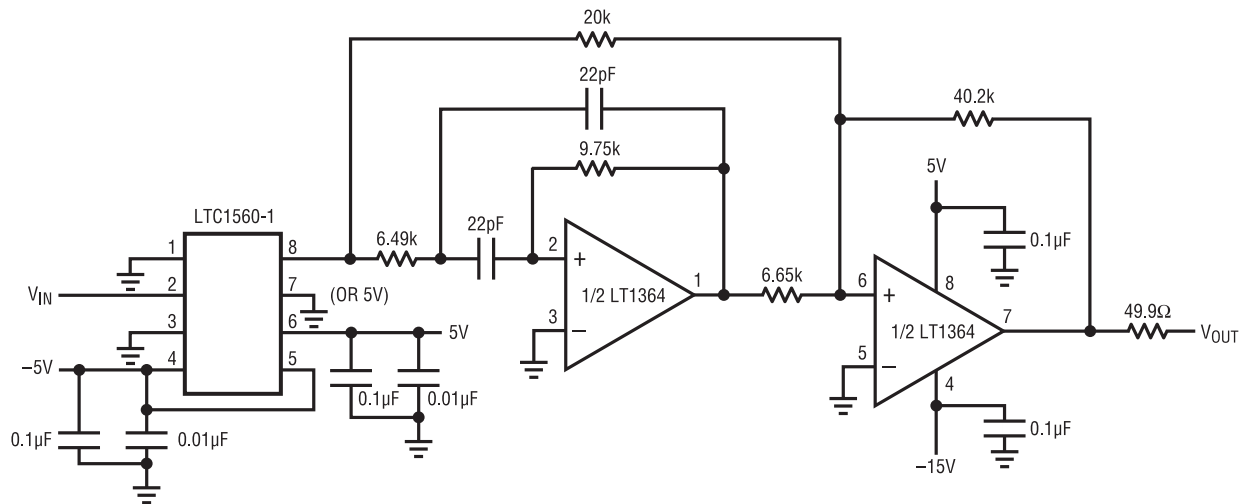 20k
22pF
40.2k
9.75k
5V
LTC1560-1
22pF
6.49k
0.1µF
1
8
2
+
8
1/2 LT1364
1
6.65k
6
+
VIN
2
7
(OR 5V)
3
–
1/2 LT1364
7
49.9Ω
VOUT
3
6
5V
5
–
–5V
4
5
4
0.1µF
0.01µF
0.1µF
0.01µF
0.1µF
–15V